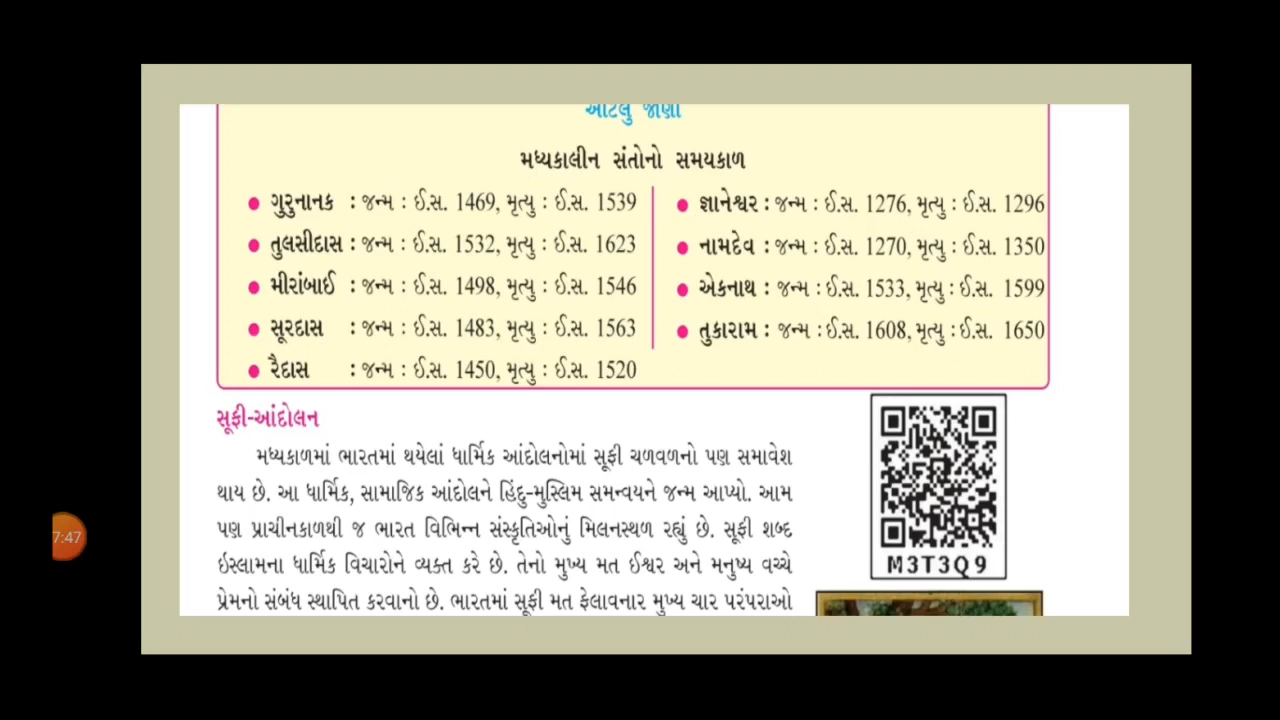 આટલું જાણો
મધ્યકાલીન સંતોનો સમયકાળ
● ગુરુનાનક : જન્મ : ઈ.સ. 1469, મૃત્યુ : ઈ.સ. 1539
● તુલસીદાસ : જન્મ : ઈ.સ. 1532, મૃત્યુ : ઈ.સ. 1623
● મીરાંબાઈ : જન્મ : ઈ.સ. 1498, મૃત્યુ : ઈ.સ. 1546
● સૂરદાસ : જન્મ : ઈ.સ. 1483, મૃત્યુ : ઈ.સ. 1563
● રૈદાસ : જન્મ : ઈ.સ. 1450, મૃત્યુ : ઈ.સ. 1520
● જ્ઞાનેશ્વર : જન્મ : ઈ.સ. 1276, મૃત્યુ : ઈ.સ. 1296
● નામદેવ : જન્મ : ઈ.સ. 1270, મૃત્યુ : ઈ.સ. 1350
● એકનાથ : જન્મ : ઈ.સ. 1533, મૃત્યુ : ઈ.સ. 1599
● તુકારામ : જન્મ : ઈ.સ. 1608, મૃત્યુ : ઈ.સ. 1650
સૂફી-આંદોલન
મધ્યકાળમાં ભારતમાં થયેલાં ધાર્મિક આંદોલનોમાં સૂફી ચળવળનો પણ સમાવેશ
થાય છે. આ ધાર્મિક, સામાજિક આંદોલને હિંદુ-મુસ્લિમ સમન્વયને જન્મ આપ્યો. આમ
પણ પ્રાચીનકાળથી જ ભારત વિભિન્ન સંસ્કૃતિઓનું મિલનસ્થળ રહ્યું છે. સૂફી શબ્દ
ઇસ્લામના ધાર્મિક વિચારોને વ્યક્ત કરે છે. તેનો મુખ્ય મત ઈશ્વર અને મનુષ્ય વચ્ચે
પ્રેમનો સંબંધ સ્થાપિત કરવાનો છે. ભારતમાં સૂફી મત ફેલાવનાર મુખ્ય ચાર પરંપરાઓ
M3T3Q9
7:47